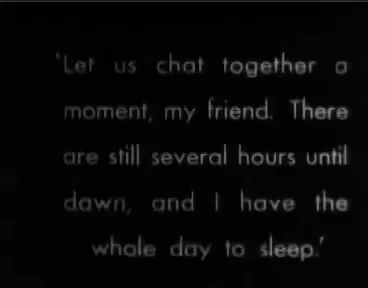 'Let us chat together a
moment, my friend. There
are still several hours until
dawn, and I have the
whole day to sleep.'